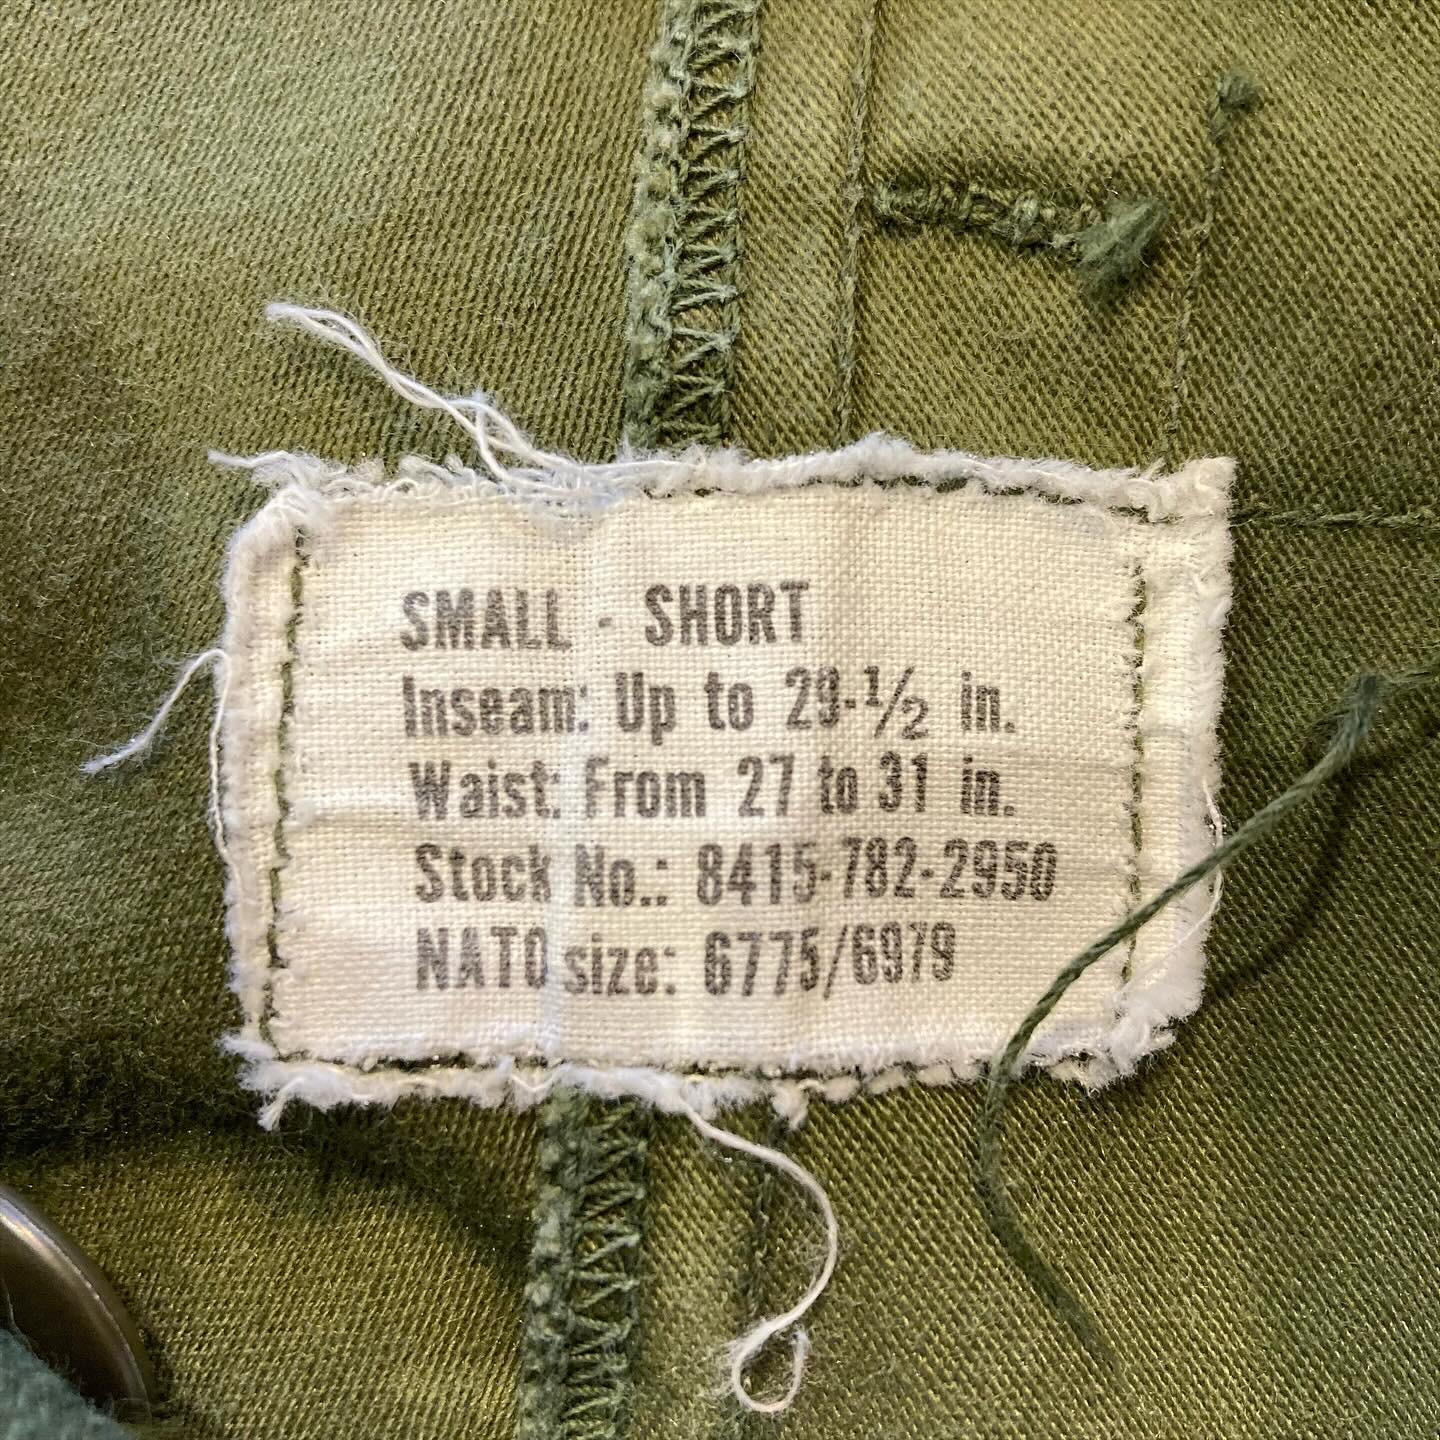 SMALL - SHORT
Inseam: Up to 29-1/2 in.
Waist: From 27 to 31 in.
Stock No.: 8415-782-2950
NATO size: 6775/6979